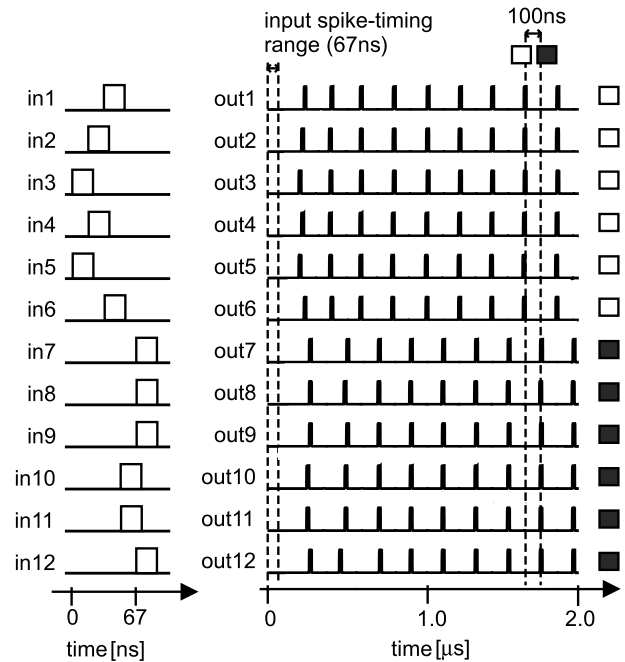 input spike-timing
range (67ns)
100ns
in1
out1
in2
out2
in3
out3
in4
out4
in5
out5
in6
out6
in7
out7
in8
out8
in9
out9
in10
out10
in11
out11
in12
out12
0
67
0
1.0
2.0
time[ns]
time[μs]